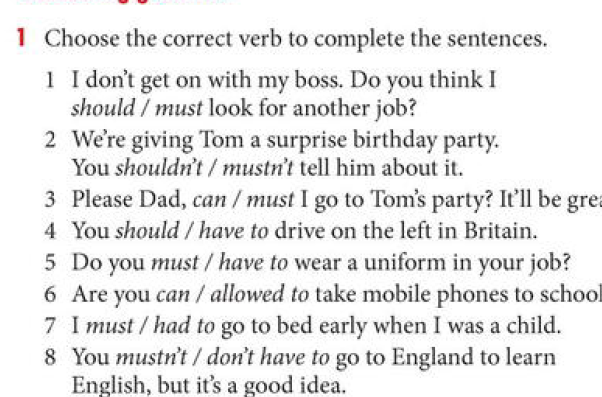 1 Choose the correct verb to complete the sentences.
1 I don't get on with my boss. Do you think I
should / must look for another job?
2 We're giving Tom a surprise birthday party.
You shouldn't / mustn't tell him about it.
3 Please Dad, can / must I go to Tom's party? It'll be
4 You should / have to drive on the left in Britain.
5 Do you must / have to wear a uniform in your job?
6 Are you can / allowed to take mobile phones to school
7 I must / had to go to bed early when I was a child.
8 You mustn't / don't have to go to England to learn
English, but it's a good idea.